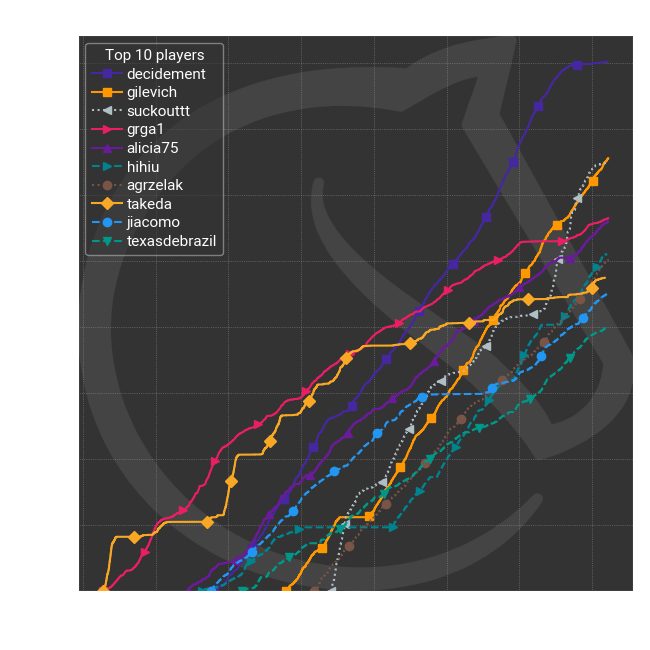 Top 10 players
decidement
gilevich
suckouttt
grga1
alicia75
hihiu
agrzelak
takeda
jiacomo
texasdebrazil